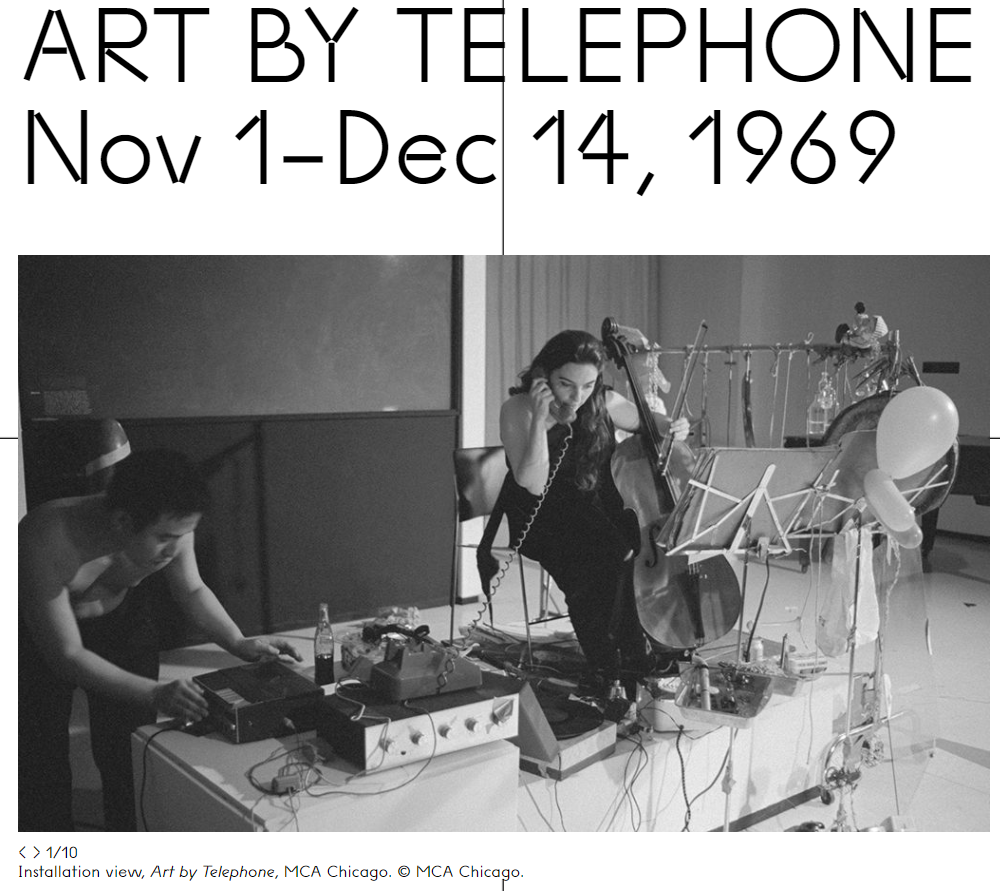 ART BY TELEPHONE
Nov 1–Dec 14, 1969
< > 1/10
Installation view, Art by Telephone, MCA Chicago. © MCA Chicago.